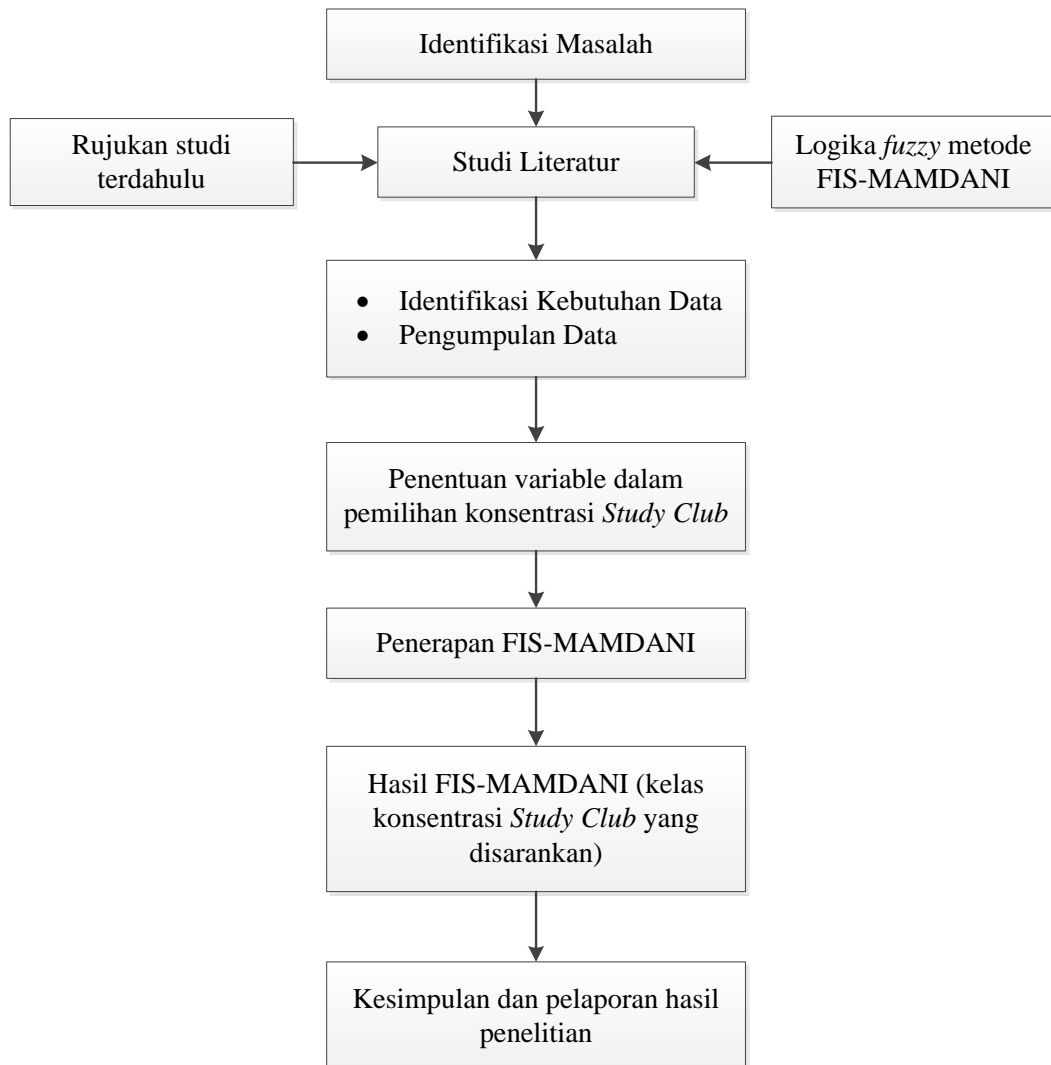 Identifikasi Masalah
Rujukan studi
terdahulu
Studi Literatur
Logika fuzzy metode
FIS-MAMDANI
• Identifikasi Kebutuhan Data
• Pengumpulan Data
Penentuan variable dalam
pemilihan konsentrasi Study Club
Penerapan FIS-MAMDANI
Hasil FIS-MAMDANI (kelas
konsentrasi Study Club yang
disarankan)
Kesimpulan dan pelaporan hasil
penelitian